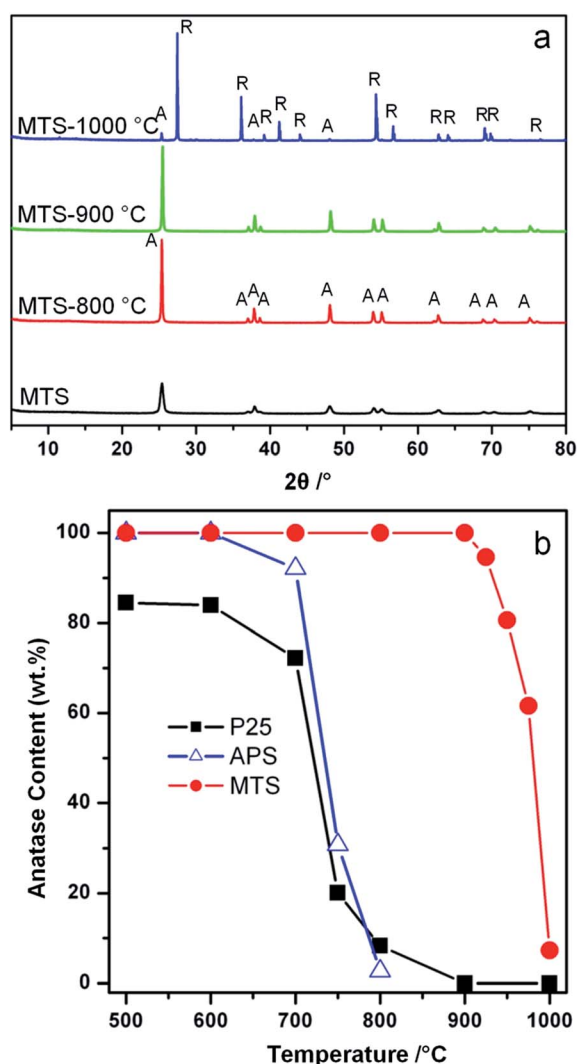 a
R
A
R
A
R
R
R
A
R
R
R
R
R
R
R
MTS-1000 °C
MTS-900 °C
A
MTS-800 °C
A
A
A
A
A
A
A
A
A
A
MTS
10 20 30 40 50 60 70 80
2θ /°
b
100
80
60
40
20
0
P25
APS
MTS
Anatase Content (wt.%)
500 600 700 800 900 1000
Temperature /°C